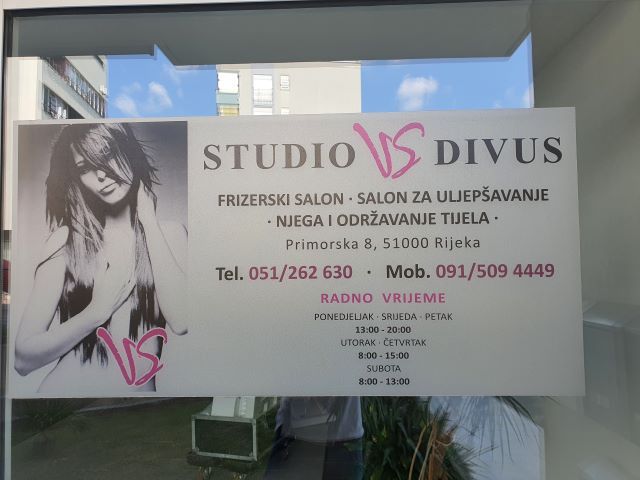 STUDIO VS DIVUS
FRIZERSKI SALON · SALON ZA ULJEPŠAVANJE
· NJEGA I ODRŽAVANJE TIJELA ·
Primorska 8, 51000 Rijeka
Tel. 051/262 630 · Mob. 091/509 4449
RADNO VRIJEME
PONEDJELJAK · SRIJEDA · PETAK
13:00 - 20:00
UTORAK · ČETVRTAK
8:00 - 15:00
SUBOTA
8:00 - 13:00
VS